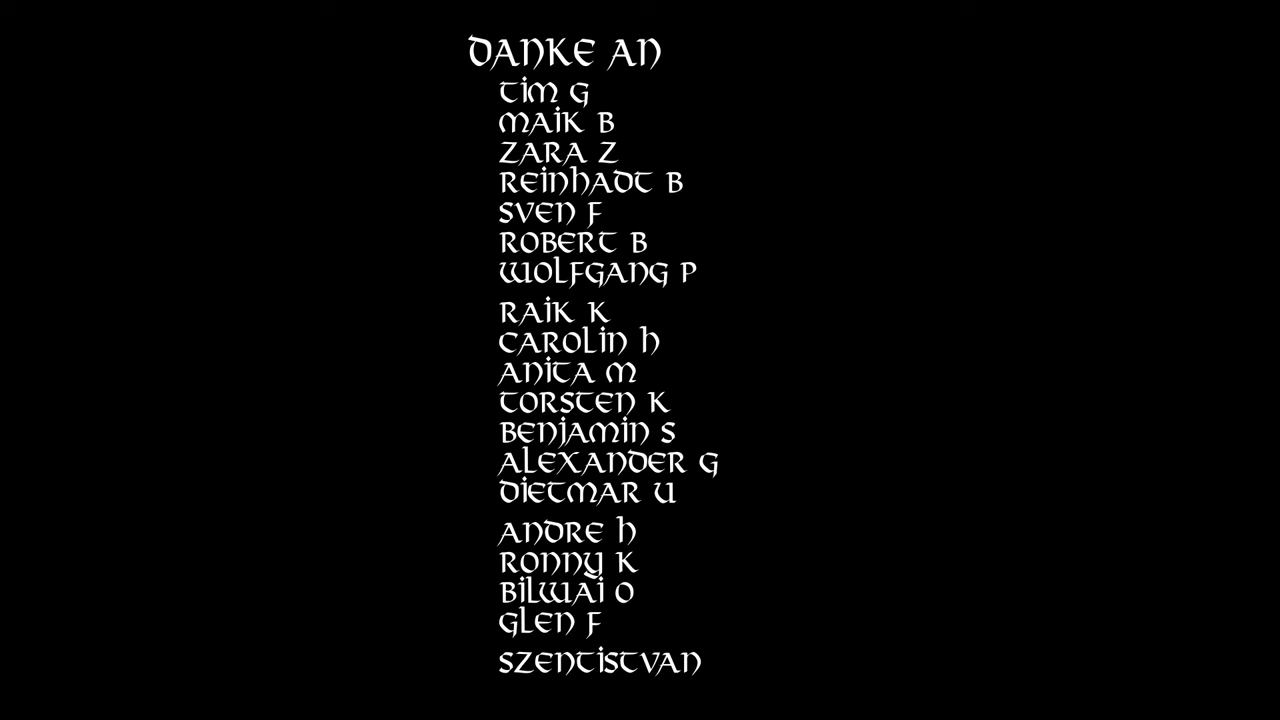 DANKE AN
TIM G
MAIK B
ZARA Z
REINHADT B
SVEN F
ROBERT B
WOLFGANG P
RAIK K
CAROLIN H
ANITA M
TORSTEN K
BENJAMIN S
ALEXANDER G
DIETMAR U
ANDRE H
RONNY K
BILWAI O
GLEN F
SZENTISTVAN